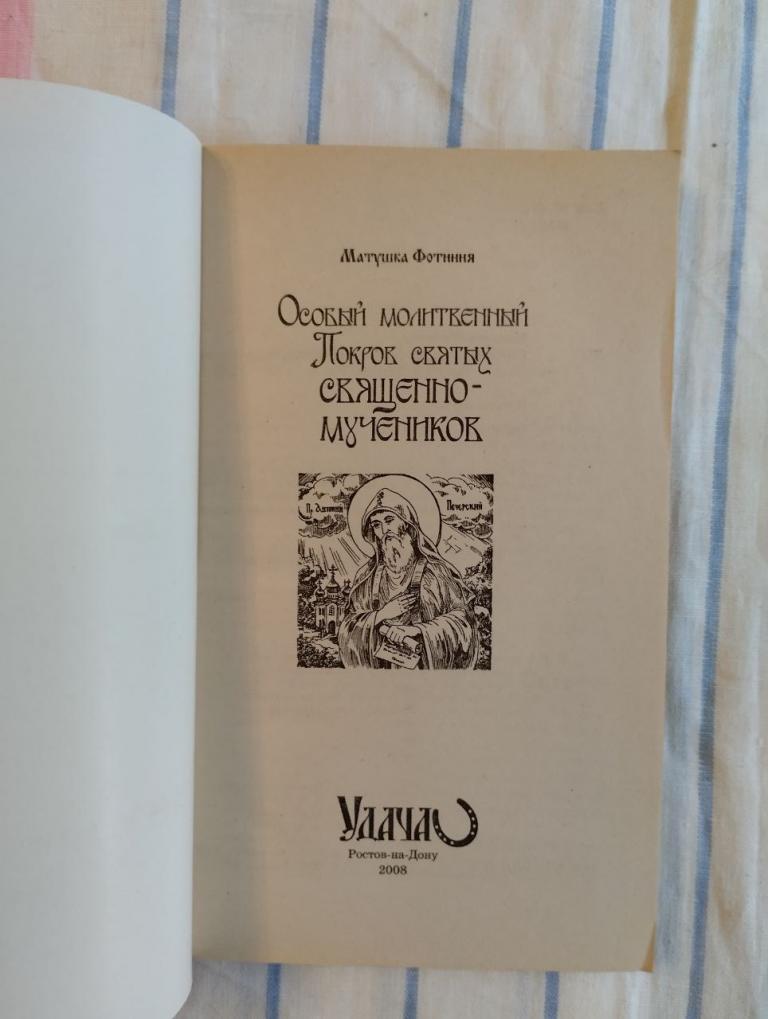 Матушка Фотиния
Особый молитвенный
Покров святых
священно-
мучеников
Печерский
Удача
Ростов-на-Дону
2008